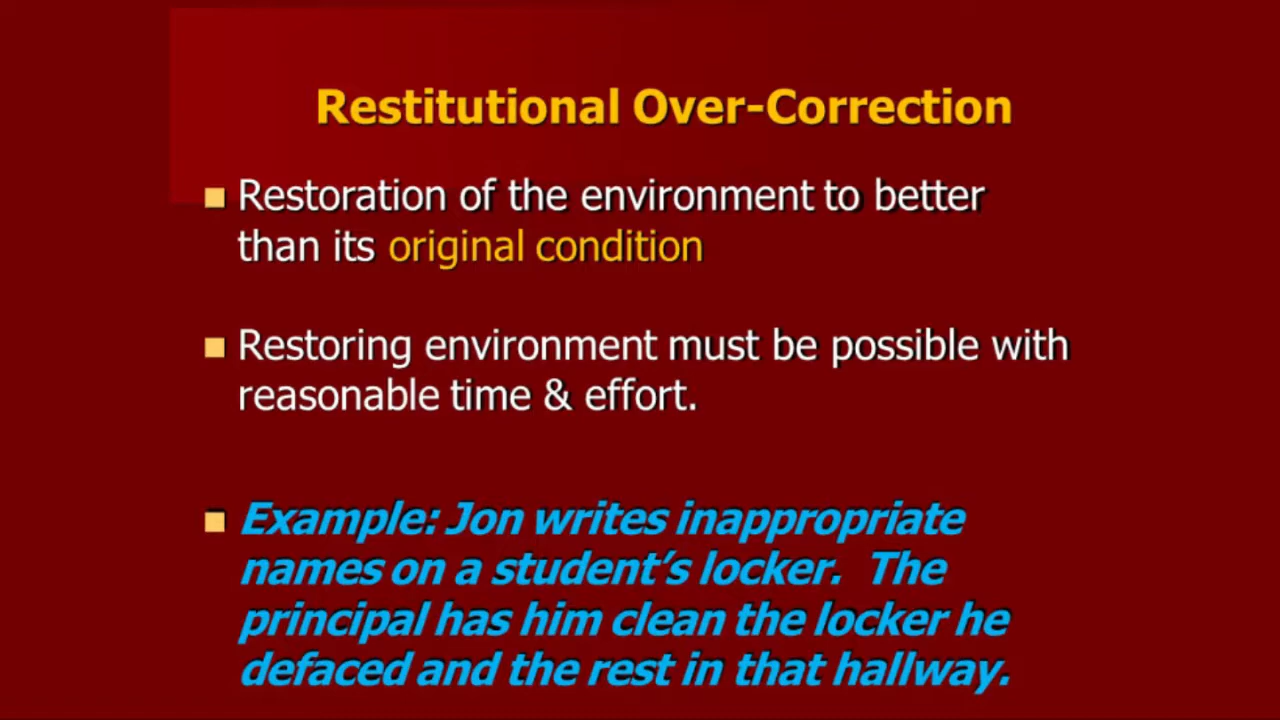 Restitutional Over-Correction
Restoration of the environment to better
than its original condition
Restoring environment must be possible with
reasonable time & effort.
Example: Jon writes inappropriate
names on a student’s locker.  The
principal has him clean the locker he
defaced and the rest in that hallway.